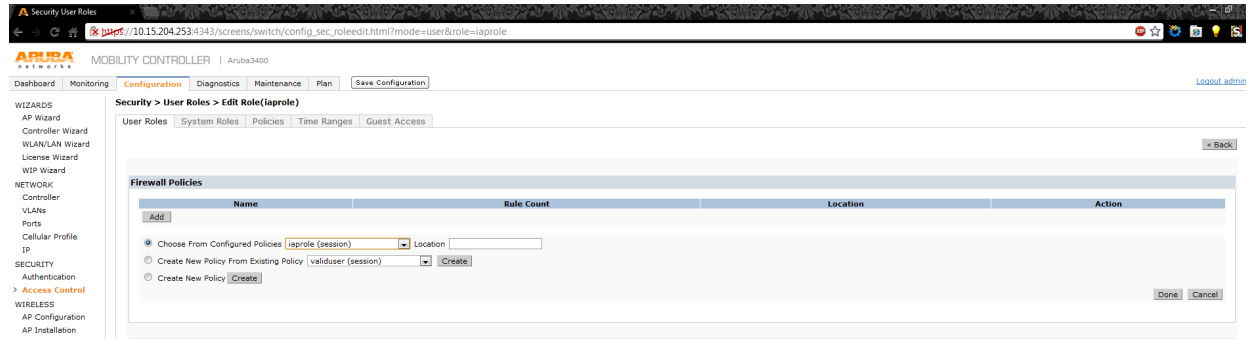 Security User Roles
https://10.15.204.253:4343/screens/switch/config_sec_roleedit.html?mode=user&role=iaprole
ARUBA networks MOBILITY CONTROLLER | Aruba3400
Dashboard Monitoring Configuration Diagnostics Maintenance Plan Save Configuration Logout admin
WIZARDS
AP Wizard
Controller Wizard
WLAN/LAN Wizard
License Wizard
WIP Wizard
NETWORK
Controller
VLANs
Ports
Cellular Profile
IP
SECURITY
Authentication
> Access Control
WIRELESS
AP Configuration
AP Installation
Security > User Roles > Edit Role(iaprole)
User Roles System Roles Policies Time Ranges Guest Access
< Back
Firewall Policies
Name Rule Count Location Action
Add
Choose From Configured Policies iaprole (session) Location
Create New Policy From Existing Policy validuser (session) Create
Create New Policy Create
Done Cancel